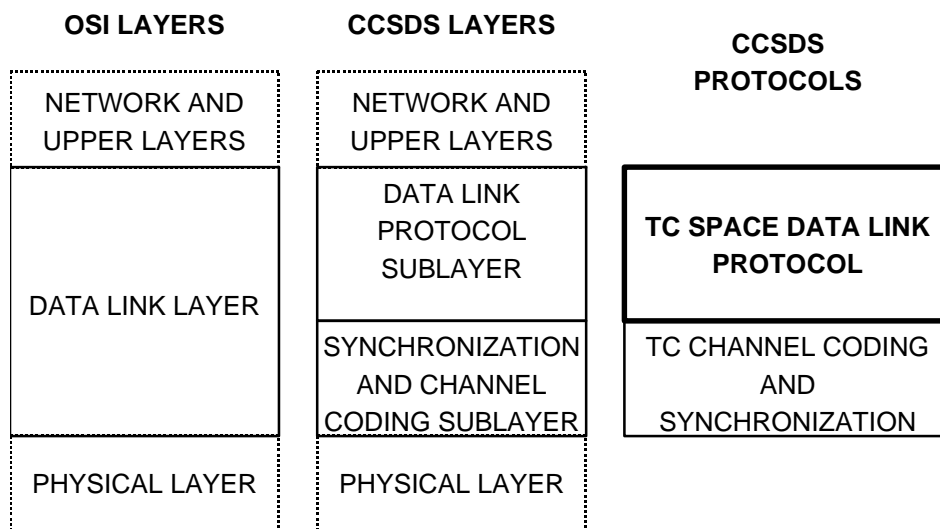 OSI LAYERS
CCSDS LAYERS
CCSDS
PROTOCOLS
NETWORK AND
UPPER LAYERS
NETWORK AND
UPPER LAYERS
DATA LINK LAYER
DATA LINK
PROTOCOL
SUBLAYER
TC SPACE DATA LINK
PROTOCOL
SYNCHRONIZATION
AND CHANNEL
CODING SUBLAYER
TC CHANNEL CODING
AND
SYNCHRONIZATION
PHYSICAL LAYER
PHYSICAL LAYER